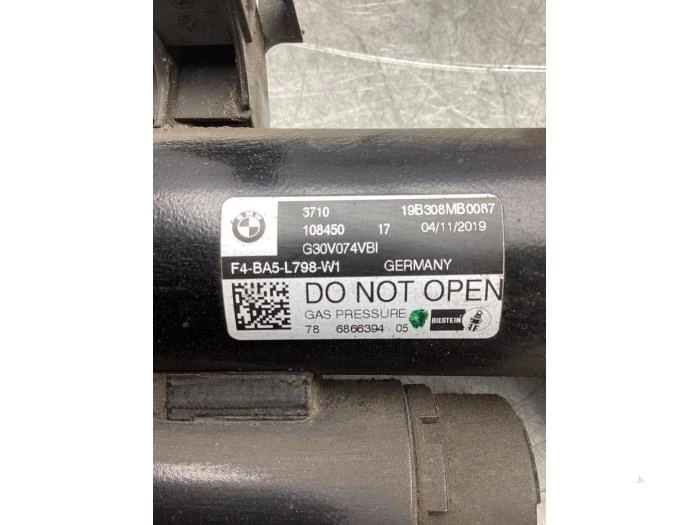 BMW
3710 19B308MB0087
108450 17 04/11/2019
G30V074VBI
F4-BA5-L798-W1 GERMANY
DO NOT OPEN
GAS PRESSURE
BILSTEIN
78 6866394 05